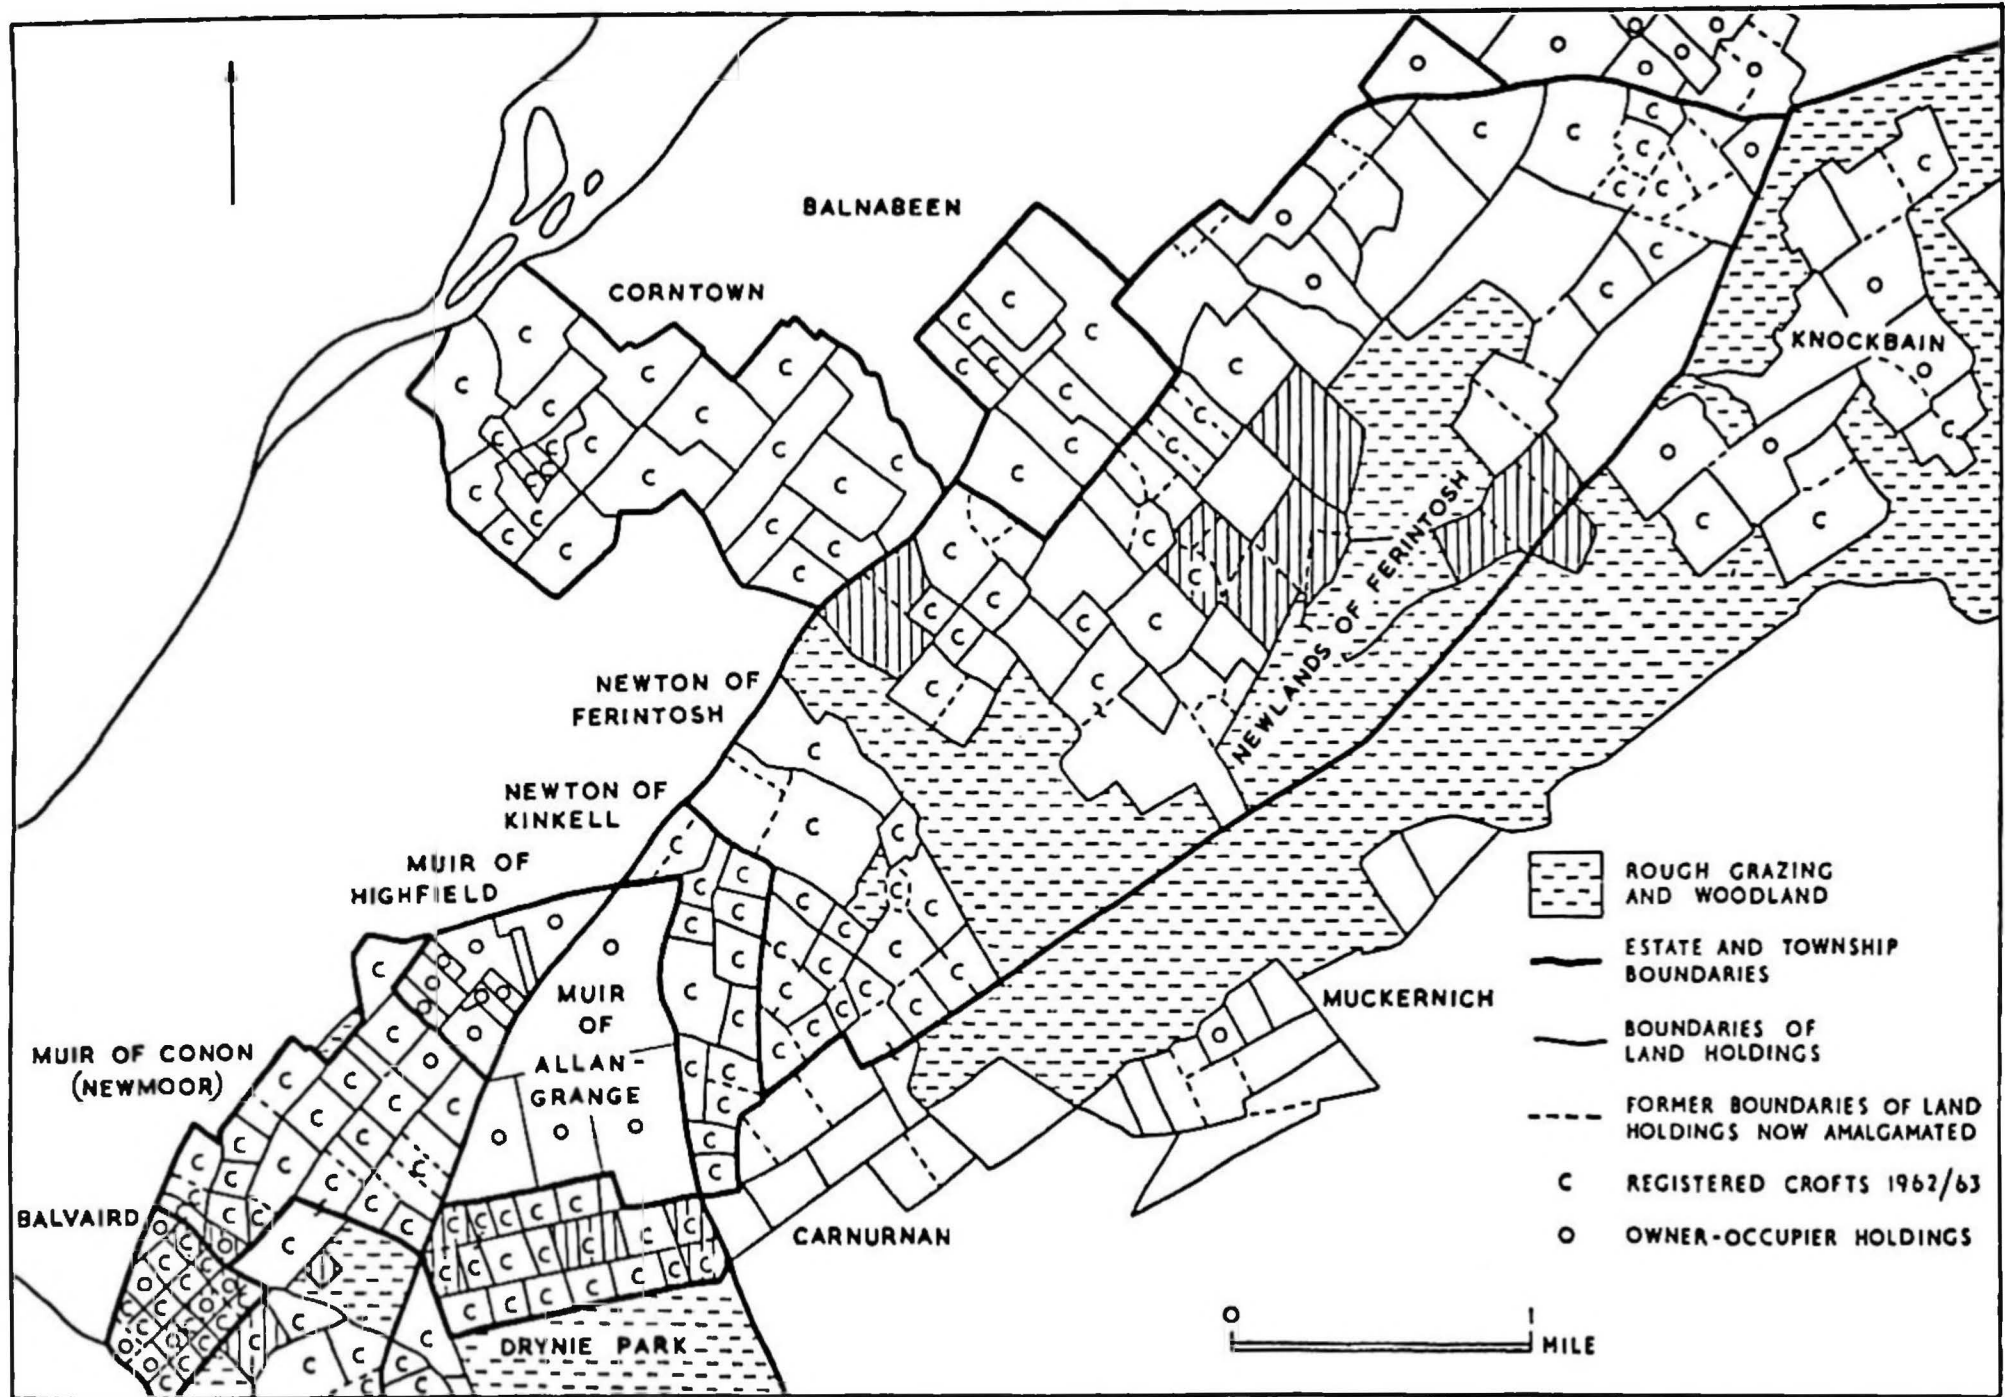 BALNABEEN
CORNTOWN
KNOCKBAIN
NEWLANDS OF FERINTOSH
NEWTON OF
FERINTOSH
NEWTON OF
KINKELL
MUIR OF
HIGHFIELD
MUIR
OF
ALLAN-
GRANGE
MUIR OF CONON
(NEWMOOR)
BALVAIRD
CARNURNAN
DRYNIE PARK
MUCKERNICH
ROUGH GRAZING
AND WOODLAND
ESTATE AND TOWNSHIP
BOUNDARIES
BOUNDARIES OF
LAND HOLDINGS
FORMER BOUNDARIES OF LAND
HOLDINGS NOW AMALGAMATED
C REGISTERED CROFTS 1962/63
O OWNER-OCCUPIER HOLDINGS
0 1
MILE